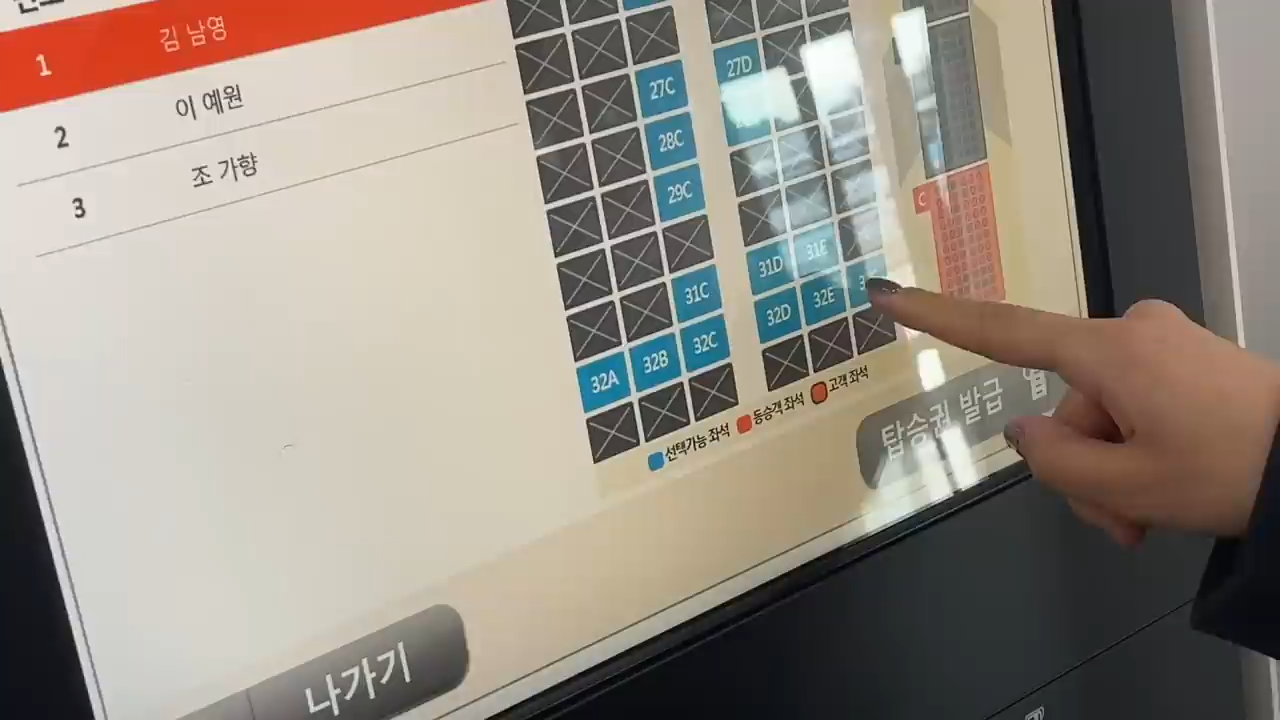 1 김 남영
2 이 예원
3 조 가향
27C 27D
28C
29C
31C 31D 31E
32A 32B 32C 32D 32E
선택가능 좌석 동승객 좌석 고객 좌석
C
탑승권 발급
나가기